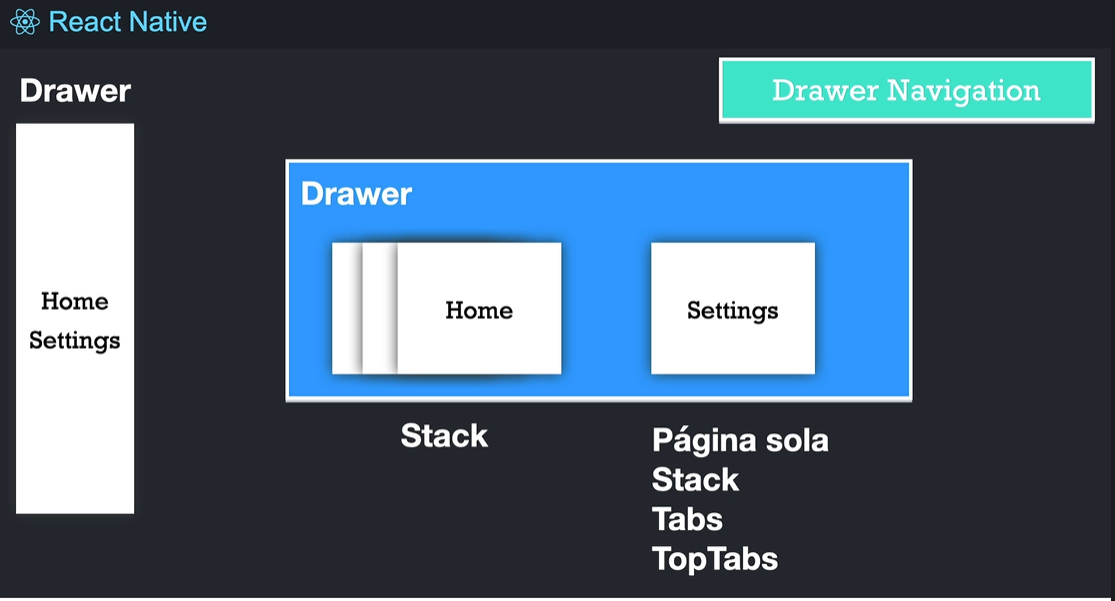 React Native
Drawer
Drawer Navigation
Home
Settings
Drawer
Home
Settings
Stack
Página sola
Stack
Tabs
TopTabs